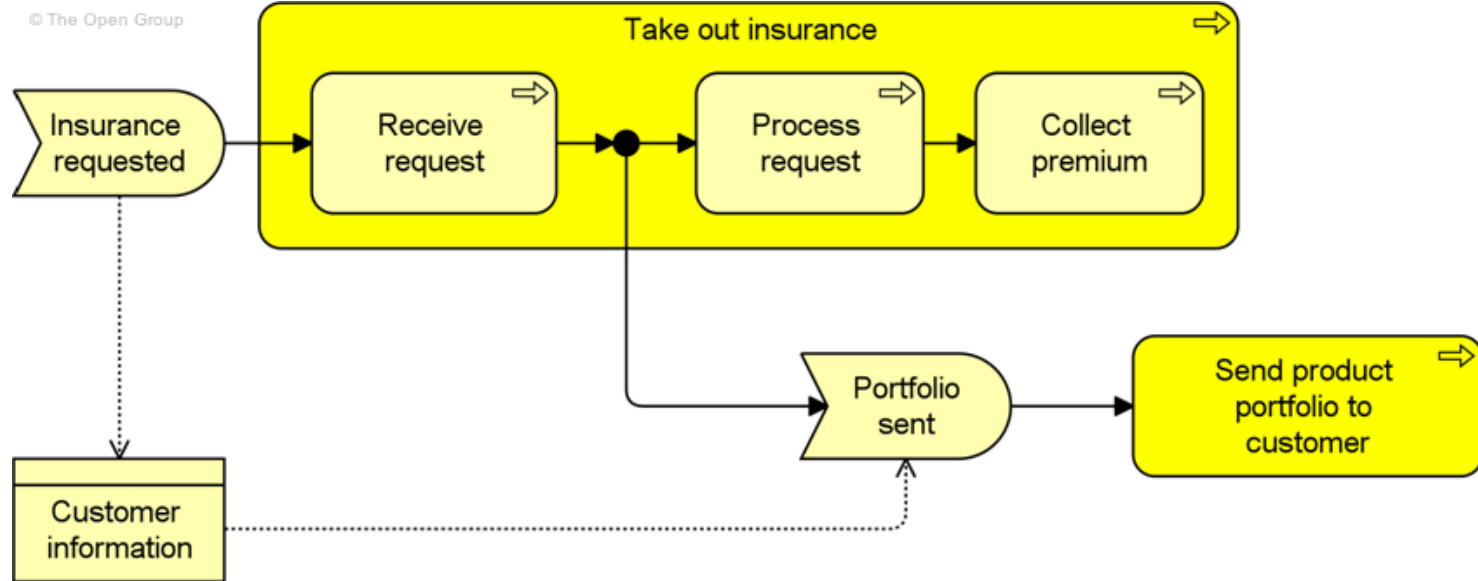 © The Open Group
Take out insurance
Insurance
requested
Receive
request
Process
request
Collect
premium
Portfolio
sent
Send product
portfolio to
customer
Customer
information